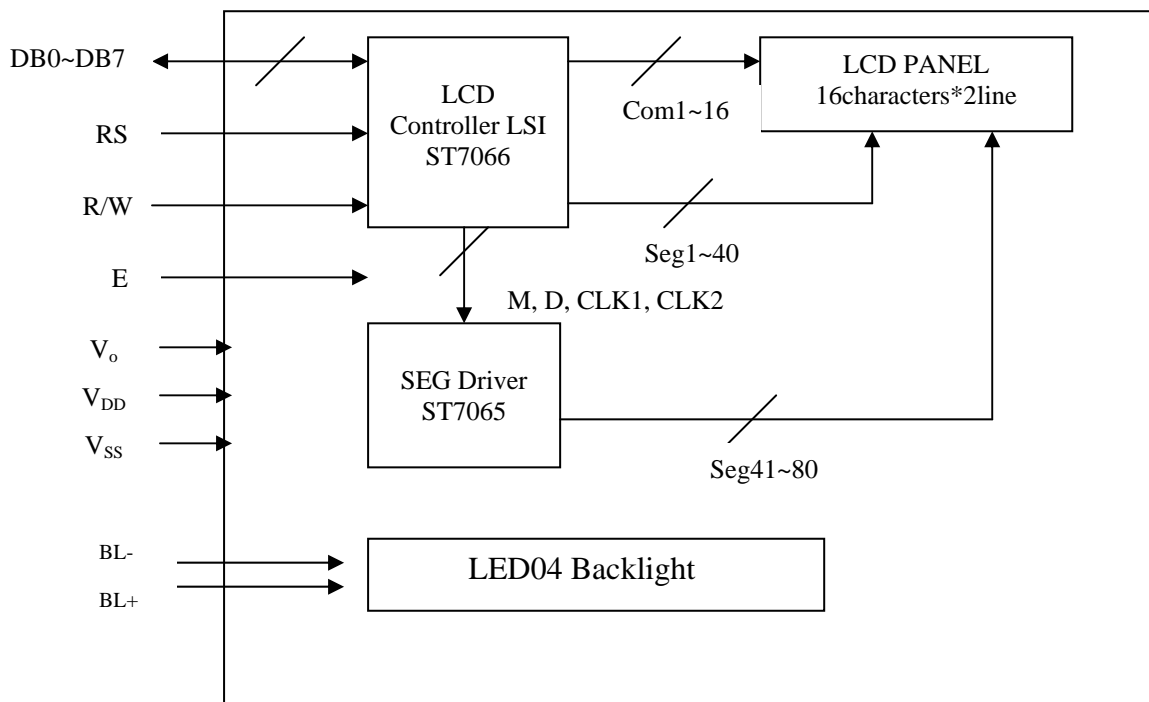 DB0~DB7
RS
R/W
E
Vo
VDD
VSS
BL-
BL+
LCD
Controller LSI
ST7066
Com1~16
LCD PANEL
16characters*2line
Seg1~40
M, D, CLK1, CLK2
SEG Driver
ST7065
Seg41~80
LED04 Backlight